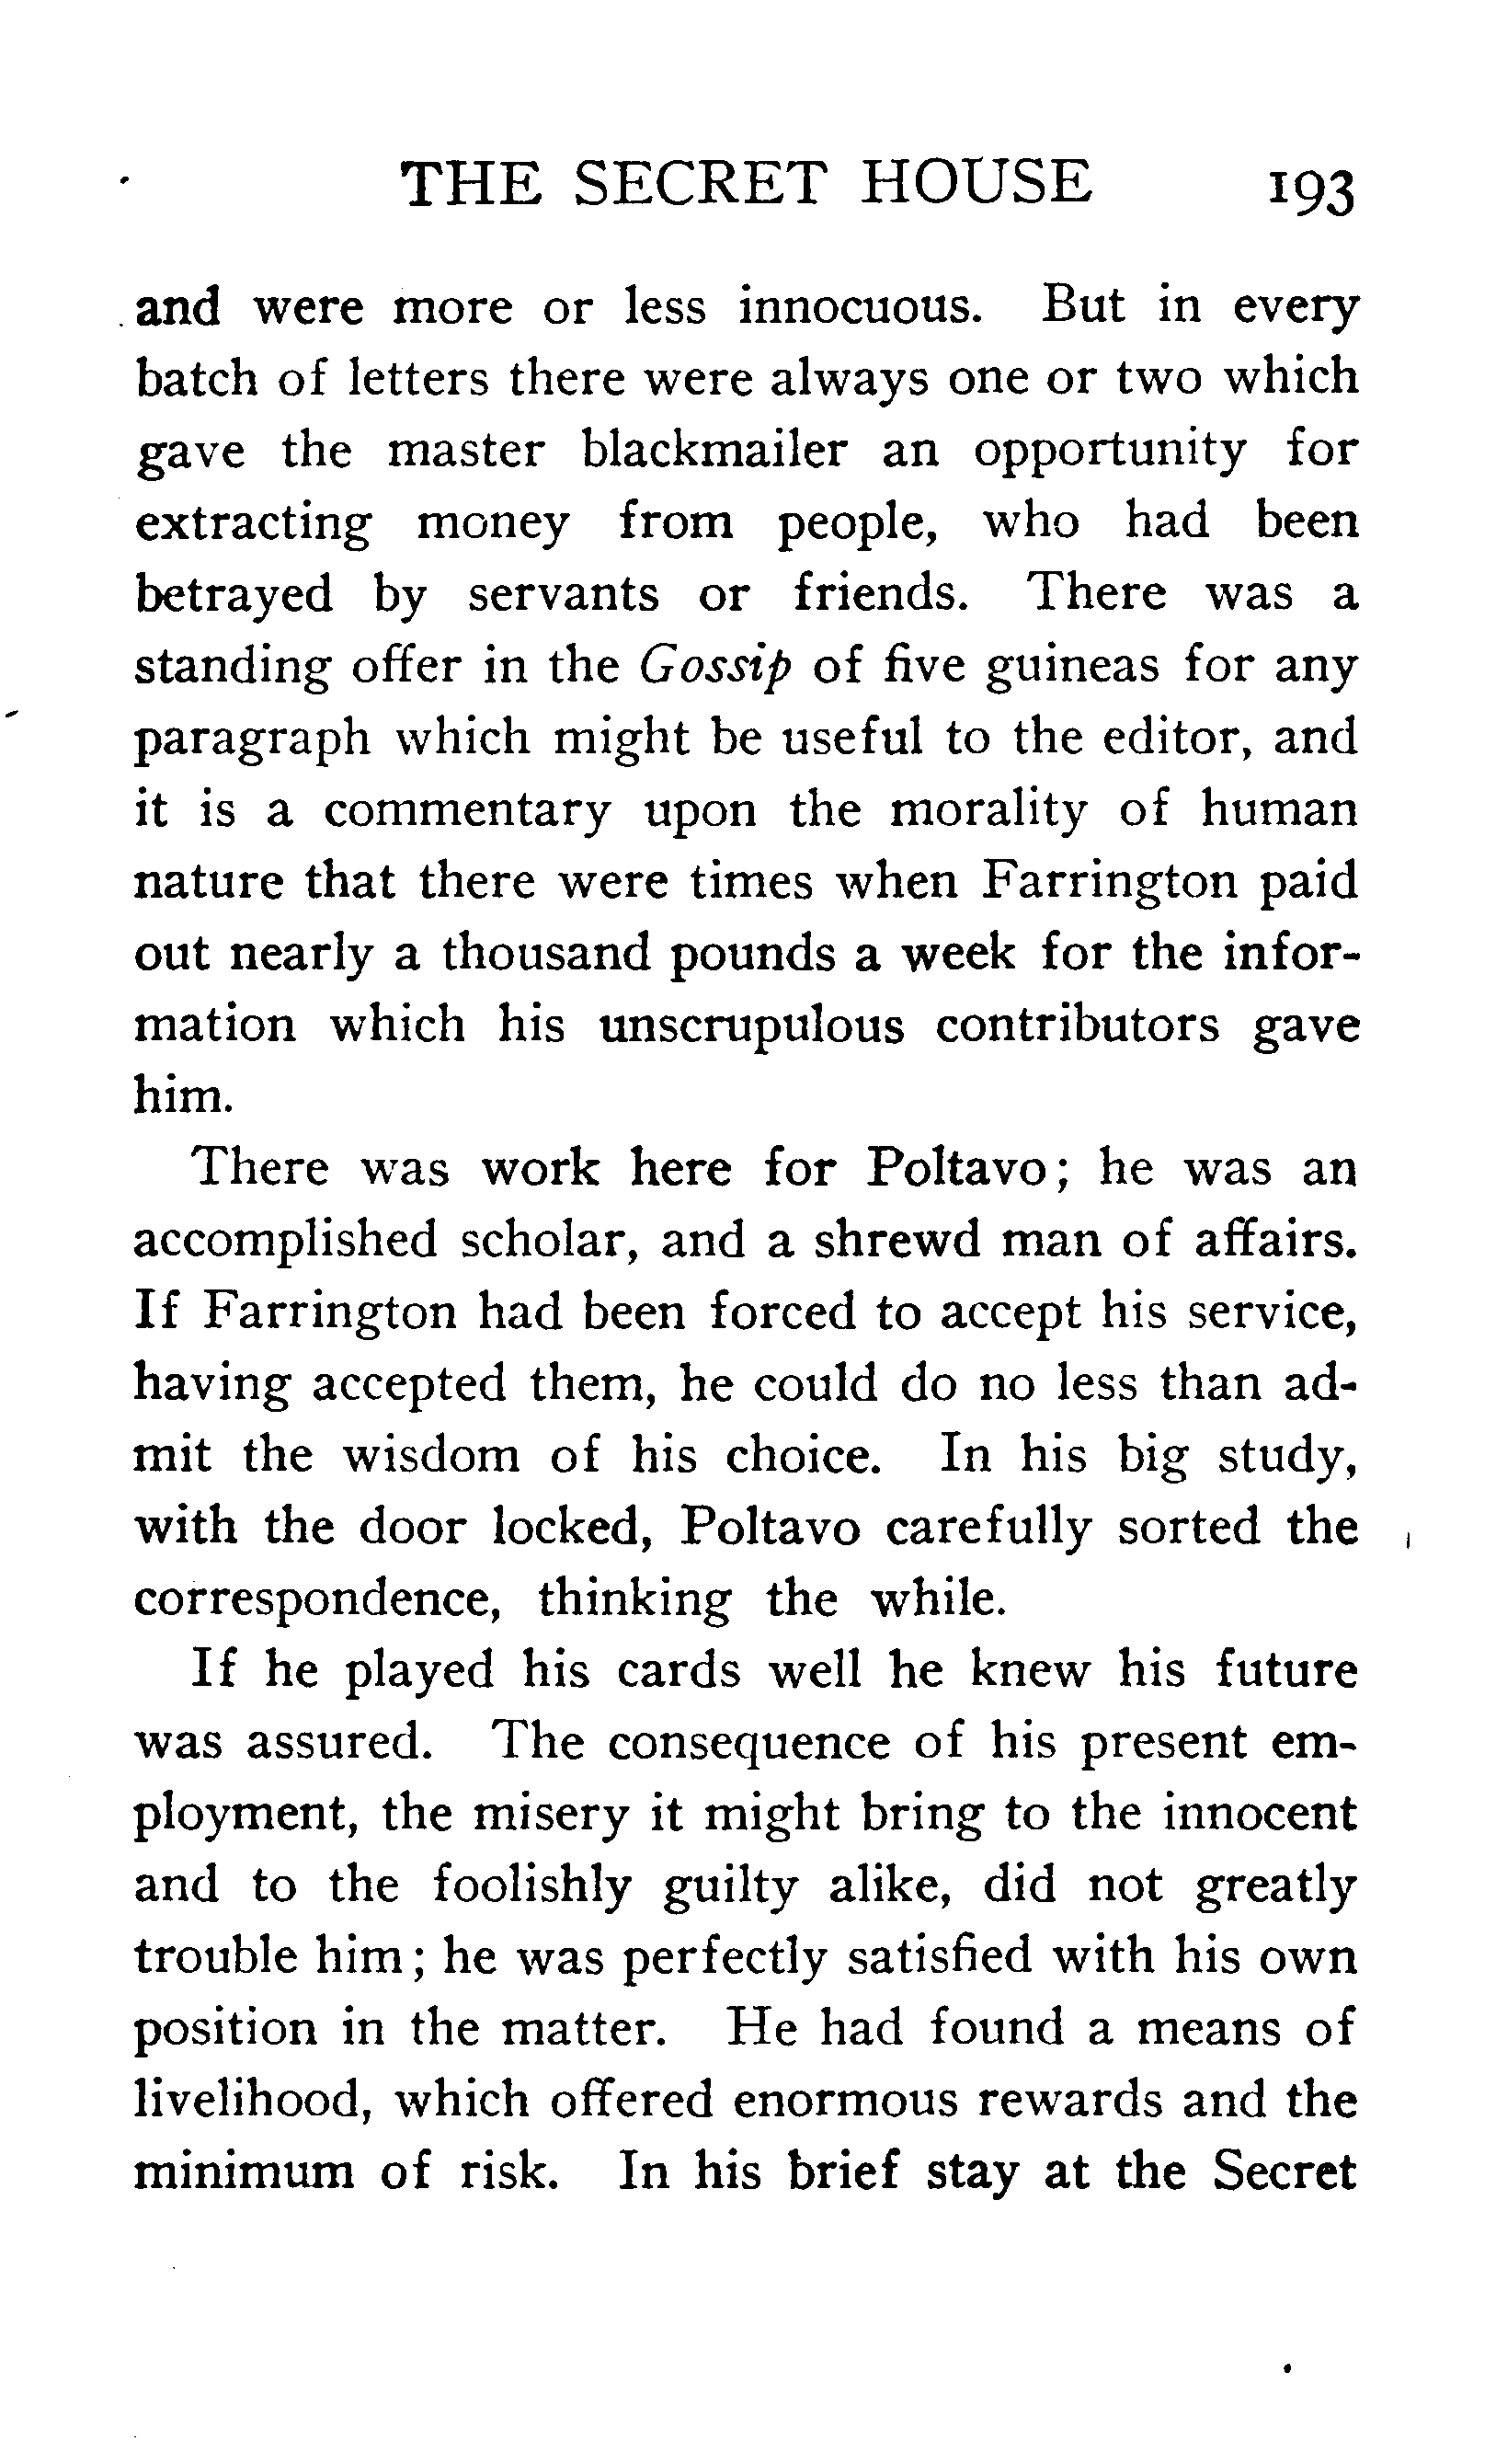 THE SECRET HOUSE 193
and were more or less innocuous. But in every
batch of letters there were always one or two which
gave the master blackmailer an opportunity for
extracting money from people, who had been
betrayed by servants or friends. There was a
standing offer in the Gossip of five guineas for any
paragraph which might be useful to the editor, and
it is a commentary upon the morality of human
nature that there were times when Farrington paid
out nearly a thousand pounds a week for the infor-
mation which his unscrupulous contributors gave
him.
There was work here for Poltavo; he was an
accomplished scholar, and a shrewd man of affairs.
If Farrington had been forced to accept his service,
having accepted them, he could do no less than ad-
mit the wisdom of his choice. In his big study,
with the door locked, Poltavo carefully sorted the
correspondence, thinking the while.
If he played his cards well he knew his future
was assured. The consequence of his present em-
ployment, the misery it might bring to the innocent
and to the foolishly guilty alike, did not greatly
trouble him; he was perfectly satisfied with his own
position in the matter. He had found a means of
livelihood, which offered enormous rewards and the
minimum of risk. In his brief stay at the Secret